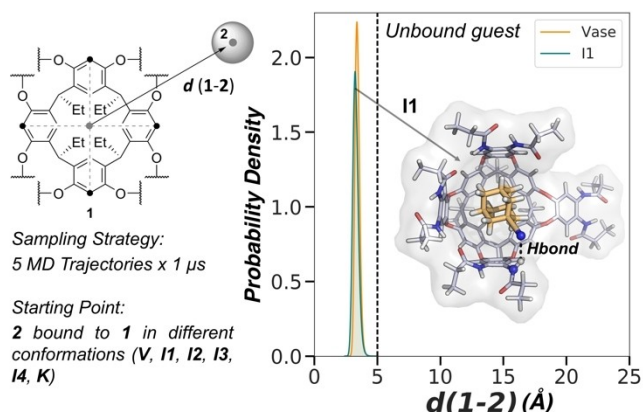 2
d (1-2)
O O
O O
Et Et
Et Et
O O
O O
1
Sampling Strategy:
5 MD Trajectories x 1 µs
Starting Point:
2 bound to 1 in different
conformations (V, I1, I2, I3,
I4, K)
Unbound guest
Vase
I1
I1
Hbond
Probability Density
2.0
1.5
1.0
0.5
0.0
0 5 10 15 20 25
d(1-2) (Å)